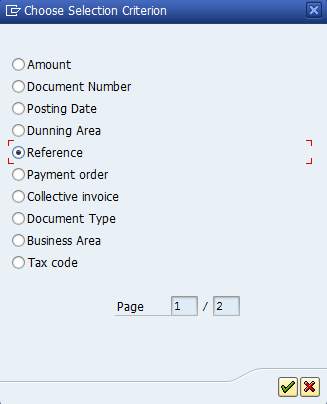 Choose Selection Criterion
Amount
Document Number
Posting Date
Dunning Area
Reference
Payment order
Collective invoice
Document Type
Business Area
Tax code
Page 1 / 2